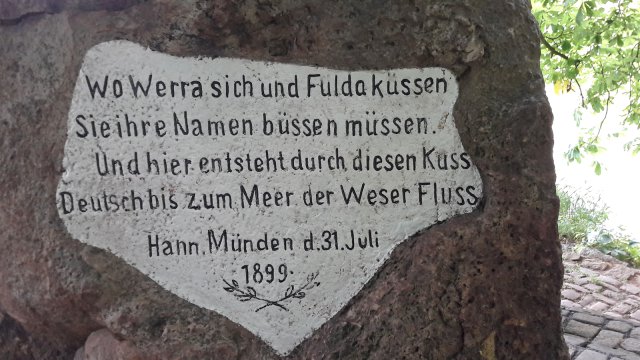 Wo Werra sich und Fulda küssen
Sie ihre Namen büssen müssen.
Und hier entsteht durch diesen Kuss
Deutsch bis zum Meer der Weser Fluss.
Hann. Münden d. 31. Juli
1899.